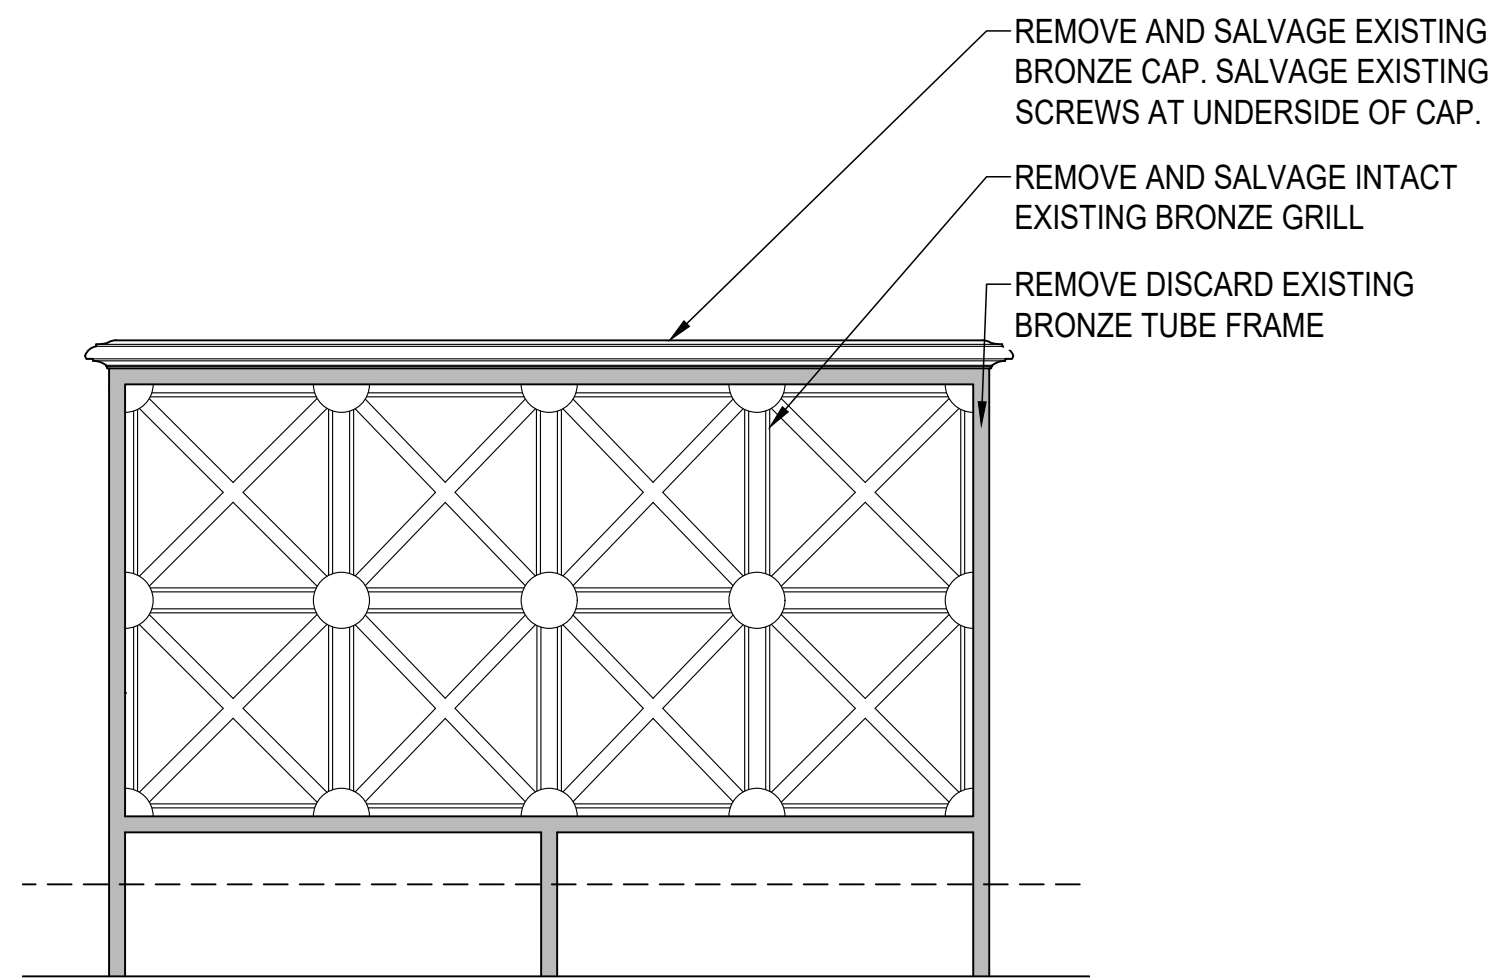 REMOVE AND SALVAGE EXISTING
BRONZE CAP. SALVAGE EXISTING
SCREWS AT UNDERSIDE OF CAP.
REMOVE AND SALVAGE INTACT
EXISTING BRONZE GRILL
REMOVE DISCARD EXISTING
BRONZE TUBE FRAME